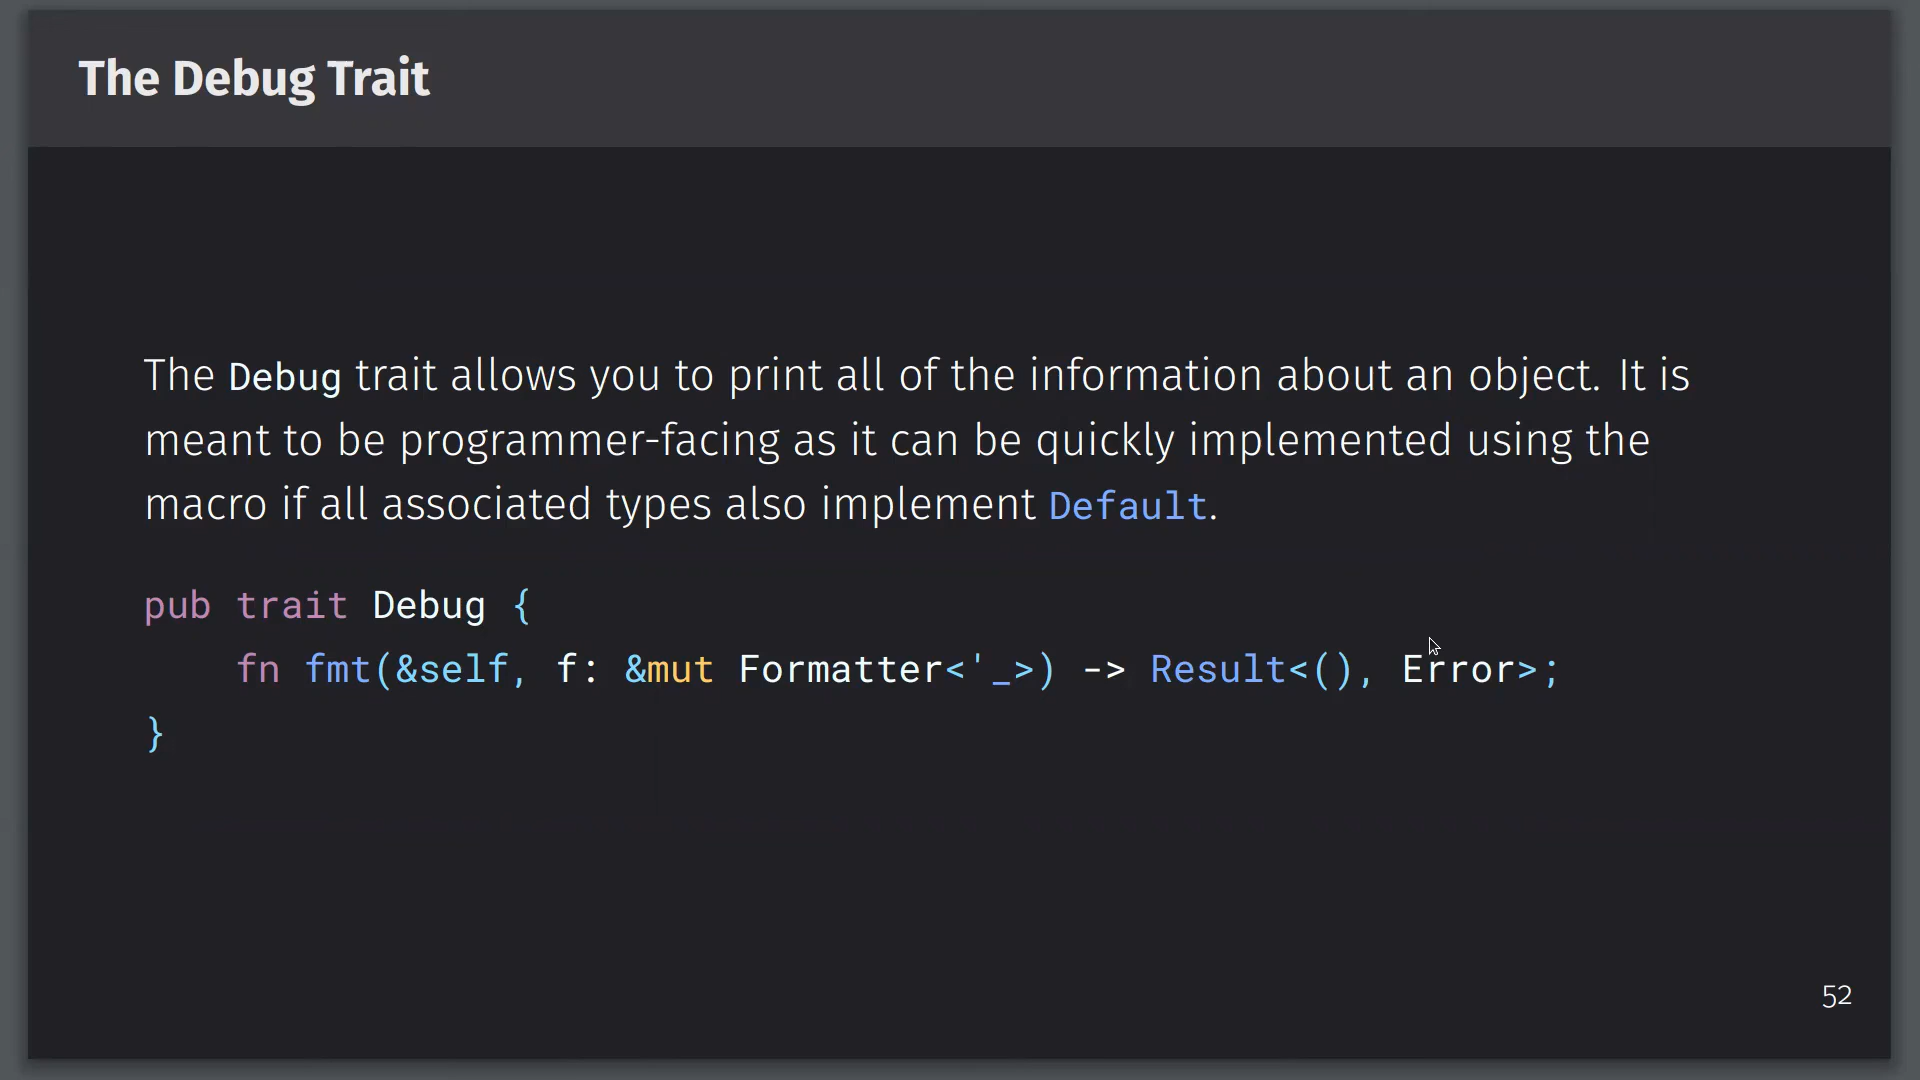 The Debug Trait
The Debug trait allows you to print all of the information about an object. It is
meant to be programmer-facing as it can be quickly implemented using the
macro if all associated types also implement Default.
pub trait Debug {
    fn fmt(&self, f: &mut Formatter<'_>) -> Result<(), Error>;
}
52